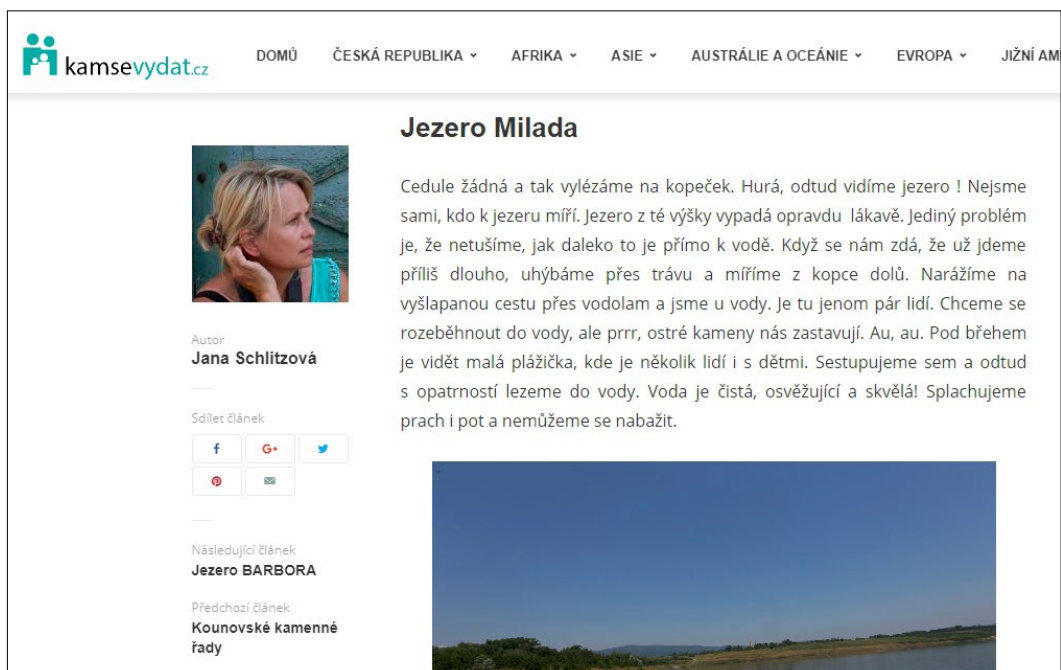 kamsevydat.cz
DOMŮ ČESKÁ REPUBLIKA AFRIKA ASIE AUSTRÁLIE A OCEÁNIE EVROPA JIŽNÍ AM
Jezero Milada
Cedule žádná a tak vylézáme na kopeček. Hurá, odtud vidíme jezero ! Nejsme
sami, kdo k jezeru míří. Jezero z té výšky vypadá opravdu lákavě. Jediný problém
je, že netušíme, jak daleko to je přímo k vodě. Když se nám zdá, že už jdeme
příliš dlouho, uhýbáme přes trávu a míříme z kopce dolů. Narážíme na
vyšlapanou cestu přes vodolam a jsme u vody. Je tu jenom pár lidí. Chceme se
rozeběhnout do vody, ale prrr, ostré kameny nás zastavují. Au, au. Pod břehem
je vidět malá plážička, kde je několik lidí i s dětmi. Sestupujeme sem a odtud
s opatrností lezeme do vody. Voda je čistá, osvěžující a skvělá! Splachujeme
prach i pot a nemůžeme se nabažit.
Autor
Jana Schlitzová
Sdílet článek
Následující článek
Jezero BARBORA
Předchozí článek
Kounovské kamenné
řady